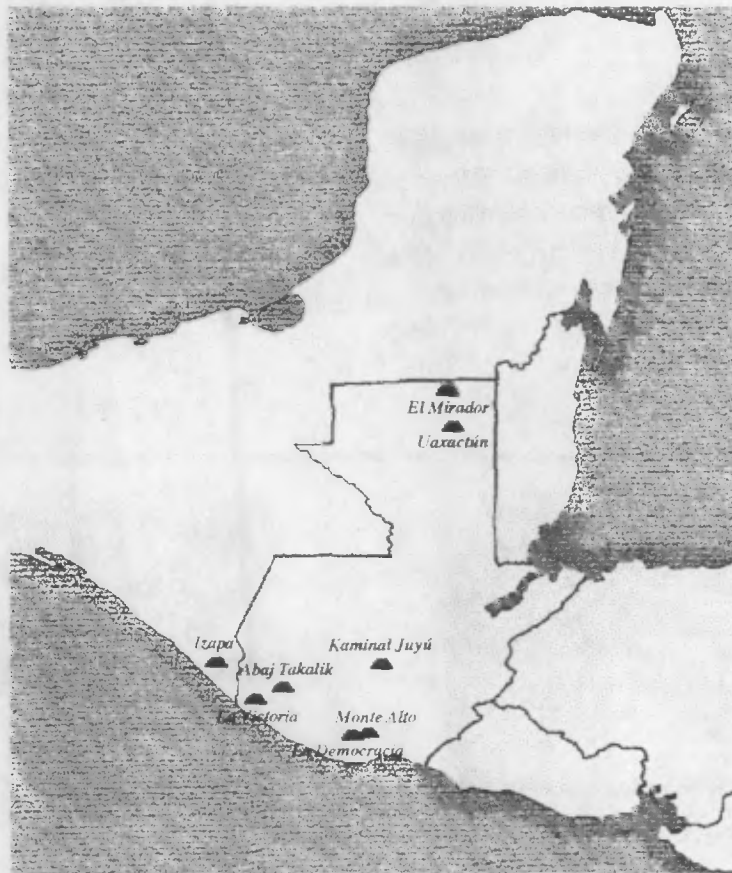 El Mirador
Uaxactún
Izapa
Abaj Takalik
Kaminal Juyú
La Victoria
Monte Alto
La Democracia